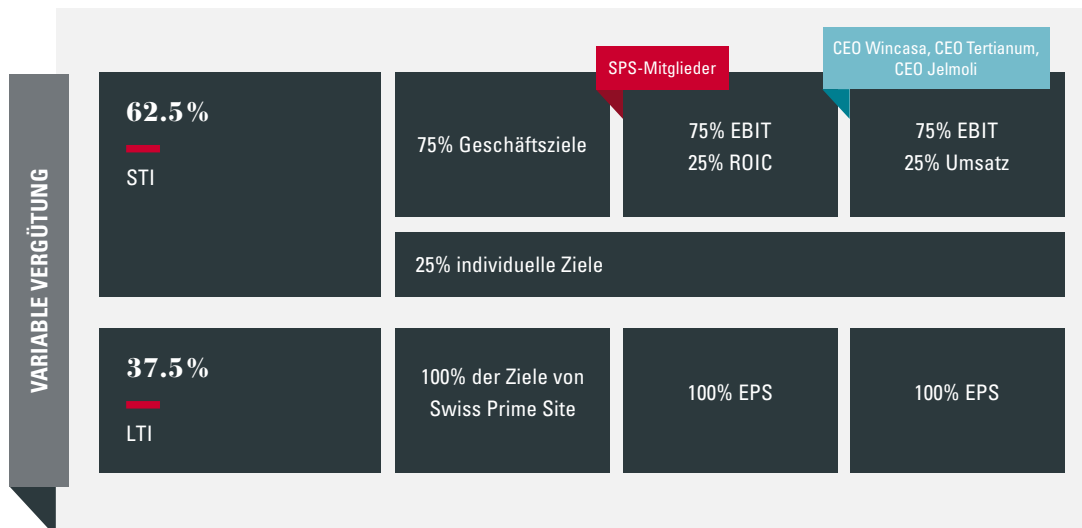 VARIABLE VERGÜTUNG
SPS-Mitglieder
CEO Wincasa, CEO Tertianum,
CEO Jelmoli
62.5%
STI
75% Geschäftsziele
75% EBIT
25% ROIC
75% EBIT
25% Umsatz
25% individuelle Ziele
37.5%
LTI
100% der Ziele von
Swiss Prime Site
100% EPS
100% EPS